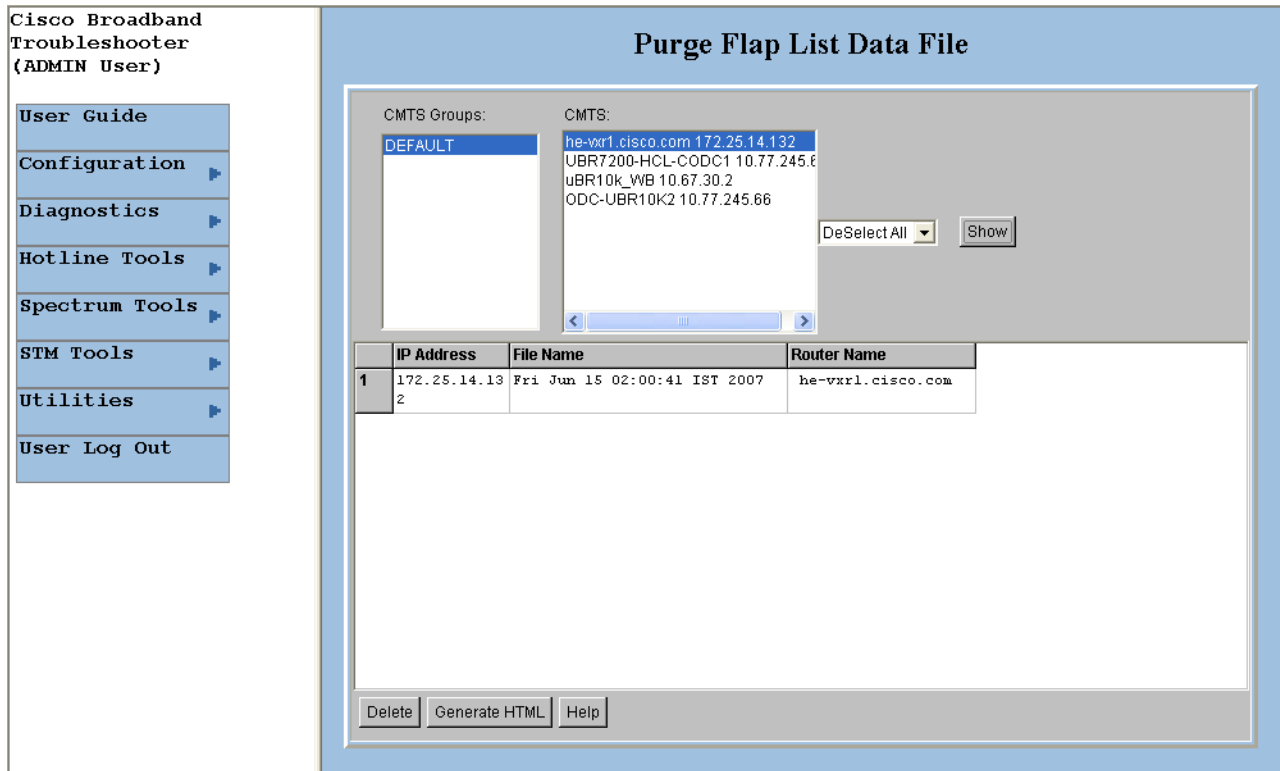 Cisco Broadband
Troubleshooter
(ADMIN User)
User Guide
Configuration
Diagnostics
Hotline Tools
Spectrum Tools
STM Tools
Utilities
User Log Out
Purge Flap List Data File
CMTS Groups:
DEFAULT
CMTS:
he-vxr1.cisco.com 172.25.14.132
UBR7200-HCL-CODC1 10.77.245.6
uBR10k_WB 10.67.30.2
ODC-UBR10K2 10.77.245.66
DeSelect All
Show
IP Address File Name Router Name
1 172.25.14.13 Fri Jun 15 02:00:41 IST 2007 he-vxr1.cisco.com
2
Delete Generate HTML Help